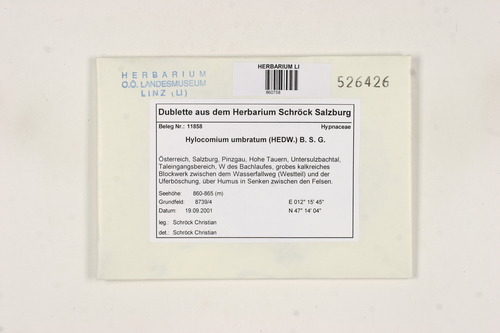 HERBARIUM
O.Ö. LANDESMUSEUM
LINZ (LI)
HERBARIUM LI
860758
526426
Dublette aus dem Herbarium Schröck Salzburg
Beleg Nr.: 11858 Hypnaceae
Hylocomium umbratum (HEDW.) B. S. G.
Österreich, Salzburg, Pinzgau, Hohe Tauern, Untersulzbachtal,
Taleingangsbereich, W des Bachlaufes, grobes kalkreiches
Blockwerk zwischen dem Wasserfallweg (Westteil) und der
Uferböschung, über Humus in Senken zwischen den Felsen.
Seehöhe: 860-865 (m)
Grundfeld: 8739/4 E 012° 15' 45"
Datum: 19.09.2001 N 47° 14' 04"
leg.: Schröck Christian
det.: Schröck Christian